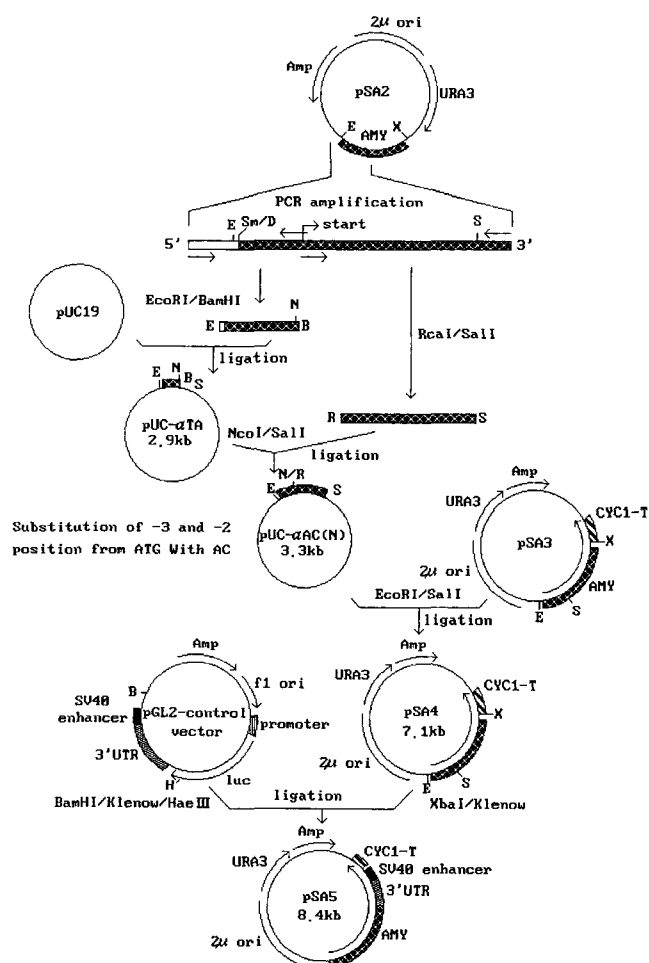 2μ ori
Amp
pSA2
URA3
E
X
AMY
PCR amplification
E
Sm/D
start
S
5'
3'
pUC19
EcoRI/BamHI
N
E
B
RcaI/SalI
ligation
E
N
B
S
pUC-αTA
2.9kb
NcoI/SalI
R
S
ligation
N/R
E
S
Substitution of -3 and -2
position from ATG With AC
pUC-αAC(N)
3.3kb
Amp
URA3
CYC1-T
pSA3
X
2μ ori
AMY
E
S
EcoRI/SalI
ligation
Amp
f1 ori
B
SV40
enhancer
pGL2-control
vector
promoter
3'UTR
luc
H
BamHI/Klenow/HaeⅢ
Amp
URA3
CYC1-T
pSA4
7.1kb
X
2μ ori
E
S
XbaI/Klenow
ligation
Amp
CYC1-T
URA3
SV40 enhancer
3'UTR
pSA5
8.4kb
2μ ori
AMY